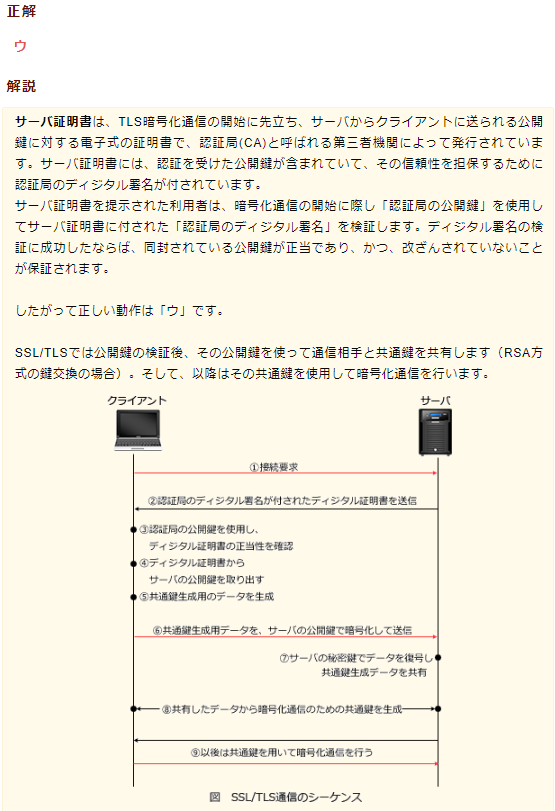 正解
ウ
解説
サーバ証明書は、TLS暗号化通信の開始に先立ち、サーバからクライアントに送られる公開
鍵に対する電子式の証明書で、認証局(CA)と呼ばれる第三者機関によって発行されていま
す。サーバ証明書には、認証を受けた公開鍵が含まれていて、その信頼性を担保するために
認証局のディジタル署名が付されています。
サーバ証明書を提示された利用者は、暗号化通信の開始に際し「認証局の公開鍵」を使用し
てサーバ証明書に付された「認証局のディジタル署名」を検証します。ディジタル署名の検
証に成功したならば、同封されている公開鍵が正当であり、かつ、改ざんされていないこと
が保証されます。
したがって正しい動作は「ウ」です。
SSL/TLSでは公開鍵の検証後、その公開鍵を使って通信相手と共通鍵を共有します（RSA方
式の鍵交換の場合）。そして、以降はその共通鍵を使用して暗号化通信を行います。
クライアント サーバ
①接続要求
②認証局のディジタル署名が付されたディジタル証明書を送信
③認証局の公開鍵を使用し、
ディジタル証明書の正当性を確認
④ディジタル証明書から
サーバの公開鍵を取り出す
⑤共通鍵生成用のデータを生成
⑥共通鍵生成用データを、サーバの公開鍵で暗号化して送信
⑦サーバの秘密鍵でデータを復号し
共通鍵生成データを共有
⑧共有したデータから暗号化通信のための共通鍵を生成
⑨以後は共通鍵を用いて暗号化通信を行う
図 SSL/TLS通信のシーケンス